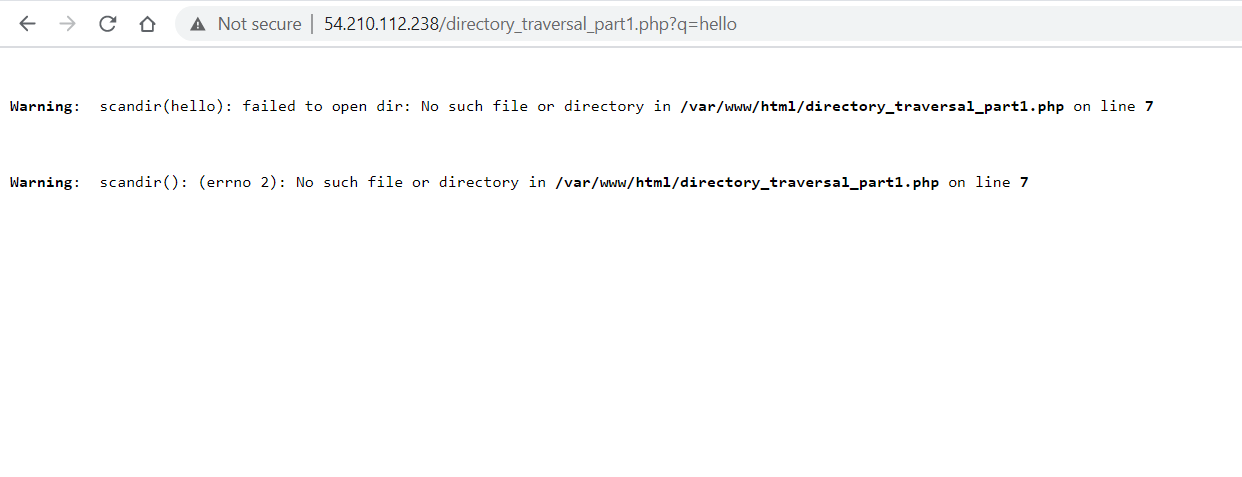 Not secure | 54.210.112.238/directory_traversal_part1.php?q=hello
Warning:  scandir(hello): failed to open dir: No such file or directory in /var/www/html/directory_traversal_part1.php on line 7
Warning:  scandir(): (errno 2): No such file or directory in /var/www/html/directory_traversal_part1.php on line 7